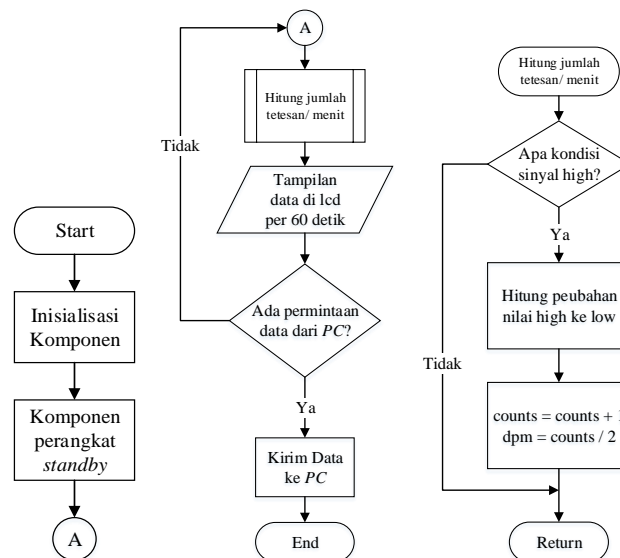 Start
Inisialisasi
Komponen
Komponen
perangkat
standby
A
A
Hitung jumlah
tetesan/ menit
Tampilan
data di lcd
per 60 detik
Ada permintaan
data dari PC?
Tidak
Ya
Kirim Data
ke PC
End
Hitung jumlah
tetesan/ menit
Apa kondisi
sinyal high?
Ya
Hitung peubahan
nilai high ke low
Tidak
counts = counts + 1
dpm = counts / 2
Return